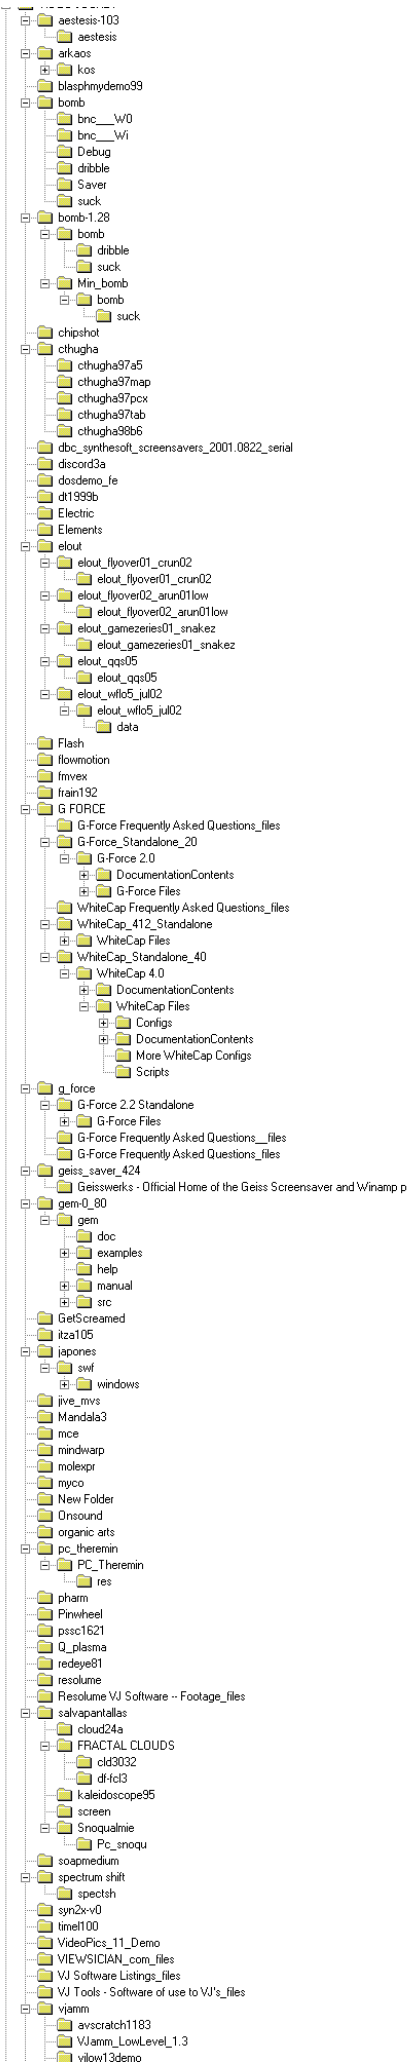 aestesis-103
aestesis
arkaos
kos
blasphmydemo99
bomb
bnc___W0
bnc___Wi
Debug
dribble
Saver
suck
bomb-1.28
bomb
dribble
suck
Min_bomb
bomb
suck
chipshot
cthugha
cthugha97a5
cthugha97map
cthugha97pcx
cthugha97tab
cthugha98b6
dbc_synthesoft_screensavers_2001.0822_serial
discord3a
dosdemo_fe
dt1999b
Electric
Elements
elout
elout_flyover01_crun02
elout_flyover01_crun02
elout_flyover02_arun01low
elout_flyover02_arun01low
elout_gamezeries01_snakez
elout_gamezeries01_snakez
elout_qqs05
elout_qqs05
elout_wflo5_jul02
elout_wflo5_jul02
data
Flash
flowmotion
fmvex
frain192
G FORCE
G-Force Frequently Asked Questions_files
G-Force_Standalone_20
G-Force 2.0
DocumentationContents
G-Force Files
WhiteCap Frequently Asked Questions_files
WhiteCap_412_Standalone
WhiteCap Files
WhiteCap_Standalone_40
WhiteCap 4.0
DocumentationContents
WhiteCap Files
Configs
DocumentationContents
More WhiteCap Configs
Scripts
g_force
G-Force 2.2 Standalone
G-Force Files
G-Force Frequently Asked Questions__files
G-Force Frequently Asked Questions_files
geiss_saver_424
Geisswerks - Official Home of the Geiss Screensaver and Winamp p
gem-0_80
gem
doc
examples
help
manual
src
GetScreamed
itza105
japones
swf
windows
jive_mvs
Mandala3
mce
mindwarp
molexpr
myco
New Folder
Onsound
organic arts
pc_theremin
PC_Theremin
res
pharm
Pinwheel
pssc1621
Q_plasma
redeye81
resolume
Resolume VJ Software -- Footage_files
salvapantallas
cloud24a
FRACTAL CLOUDS
cld3032
df-fcl3
kaleidoscope95
screen
Snoqualmie
Pc_snoqu
soapmedium
spectrum shift
spectsh
syn2x-v0
timel100
VideoPics_11_Demo
VIEWSICIAN_com_files
VJ Software Listings_files
VJ Tools - Software of use to VJ's_files
vjamm
avscratch1183
VJamm_LowLevel_1.3
vjlow13demo